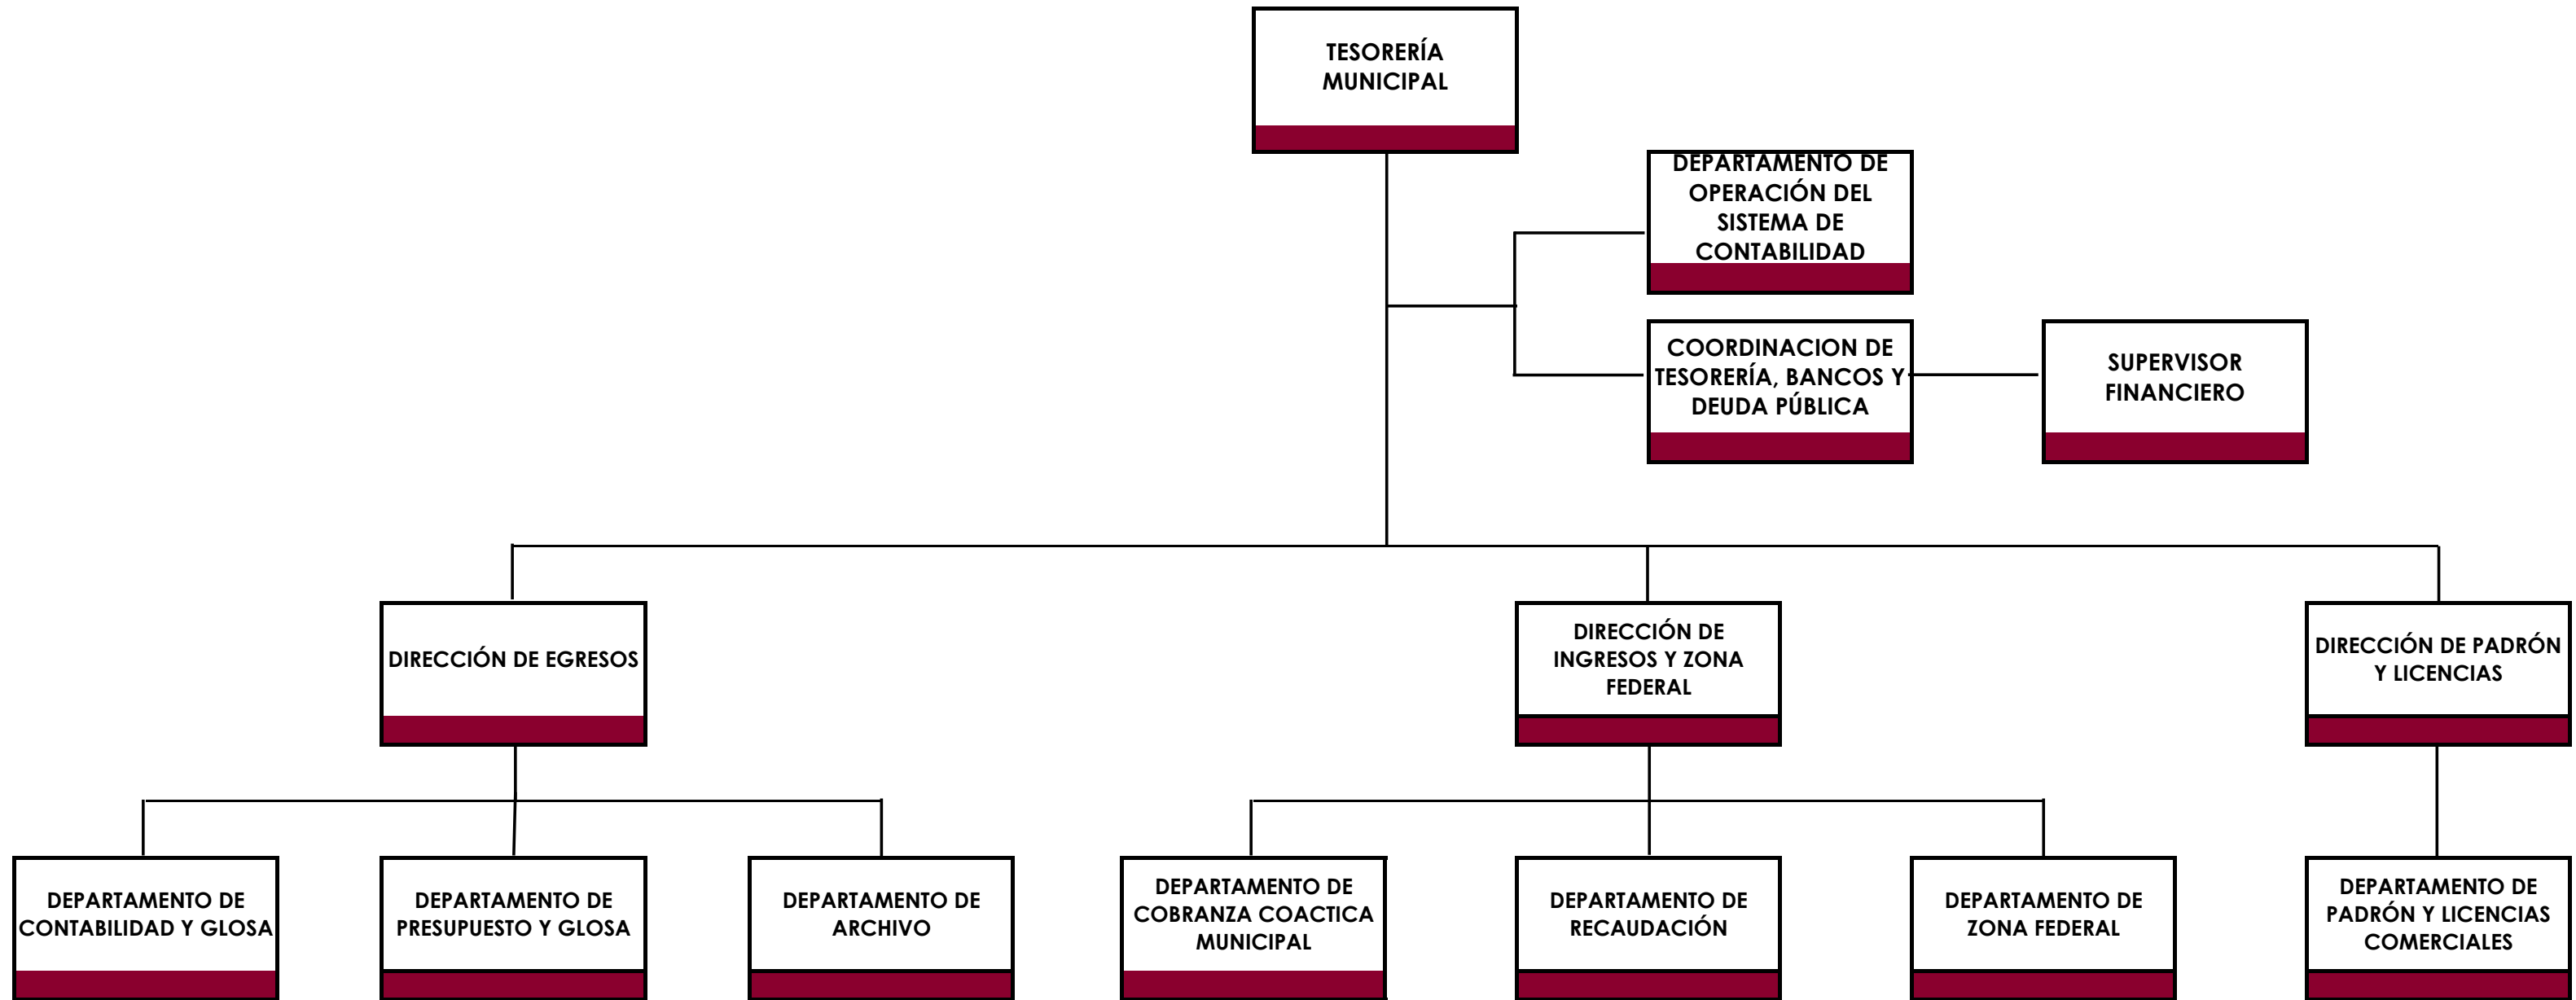 TESORERÍA
MUNICIPAL
DEPARTAMENTO DE
OPERACIÓN DEL
SISTEMA DE
CONTABILIDAD
COORDINACION DE
TESORERÍA, BANCOS Y
DEUDA PÚBLICA
SUPERVISOR
FINANCIERO
DIRECCIÓN DE EGRESOS
DIRECCIÓN DE
INGRESOS Y ZONA
FEDERAL
DIRECCIÓN DE PADRÓN
Y LICENCIAS
DEPARTAMENTO DE
CONTABILIDAD Y GLOSA
DEPARTAMENTO DE
PRESUPUESTO Y GLOSA
DEPARTAMENTO DE
ARCHIVO
DEPARTAMENTO DE
COBRANZA COACTICA
MUNICIPAL
DEPARTAMENTO DE
RECAUDACIÓN
DEPARTAMENTO DE
ZONA FEDERAL
DEPARTAMENTO DE
PADRÓN Y LICENCIAS
COMERCIALES